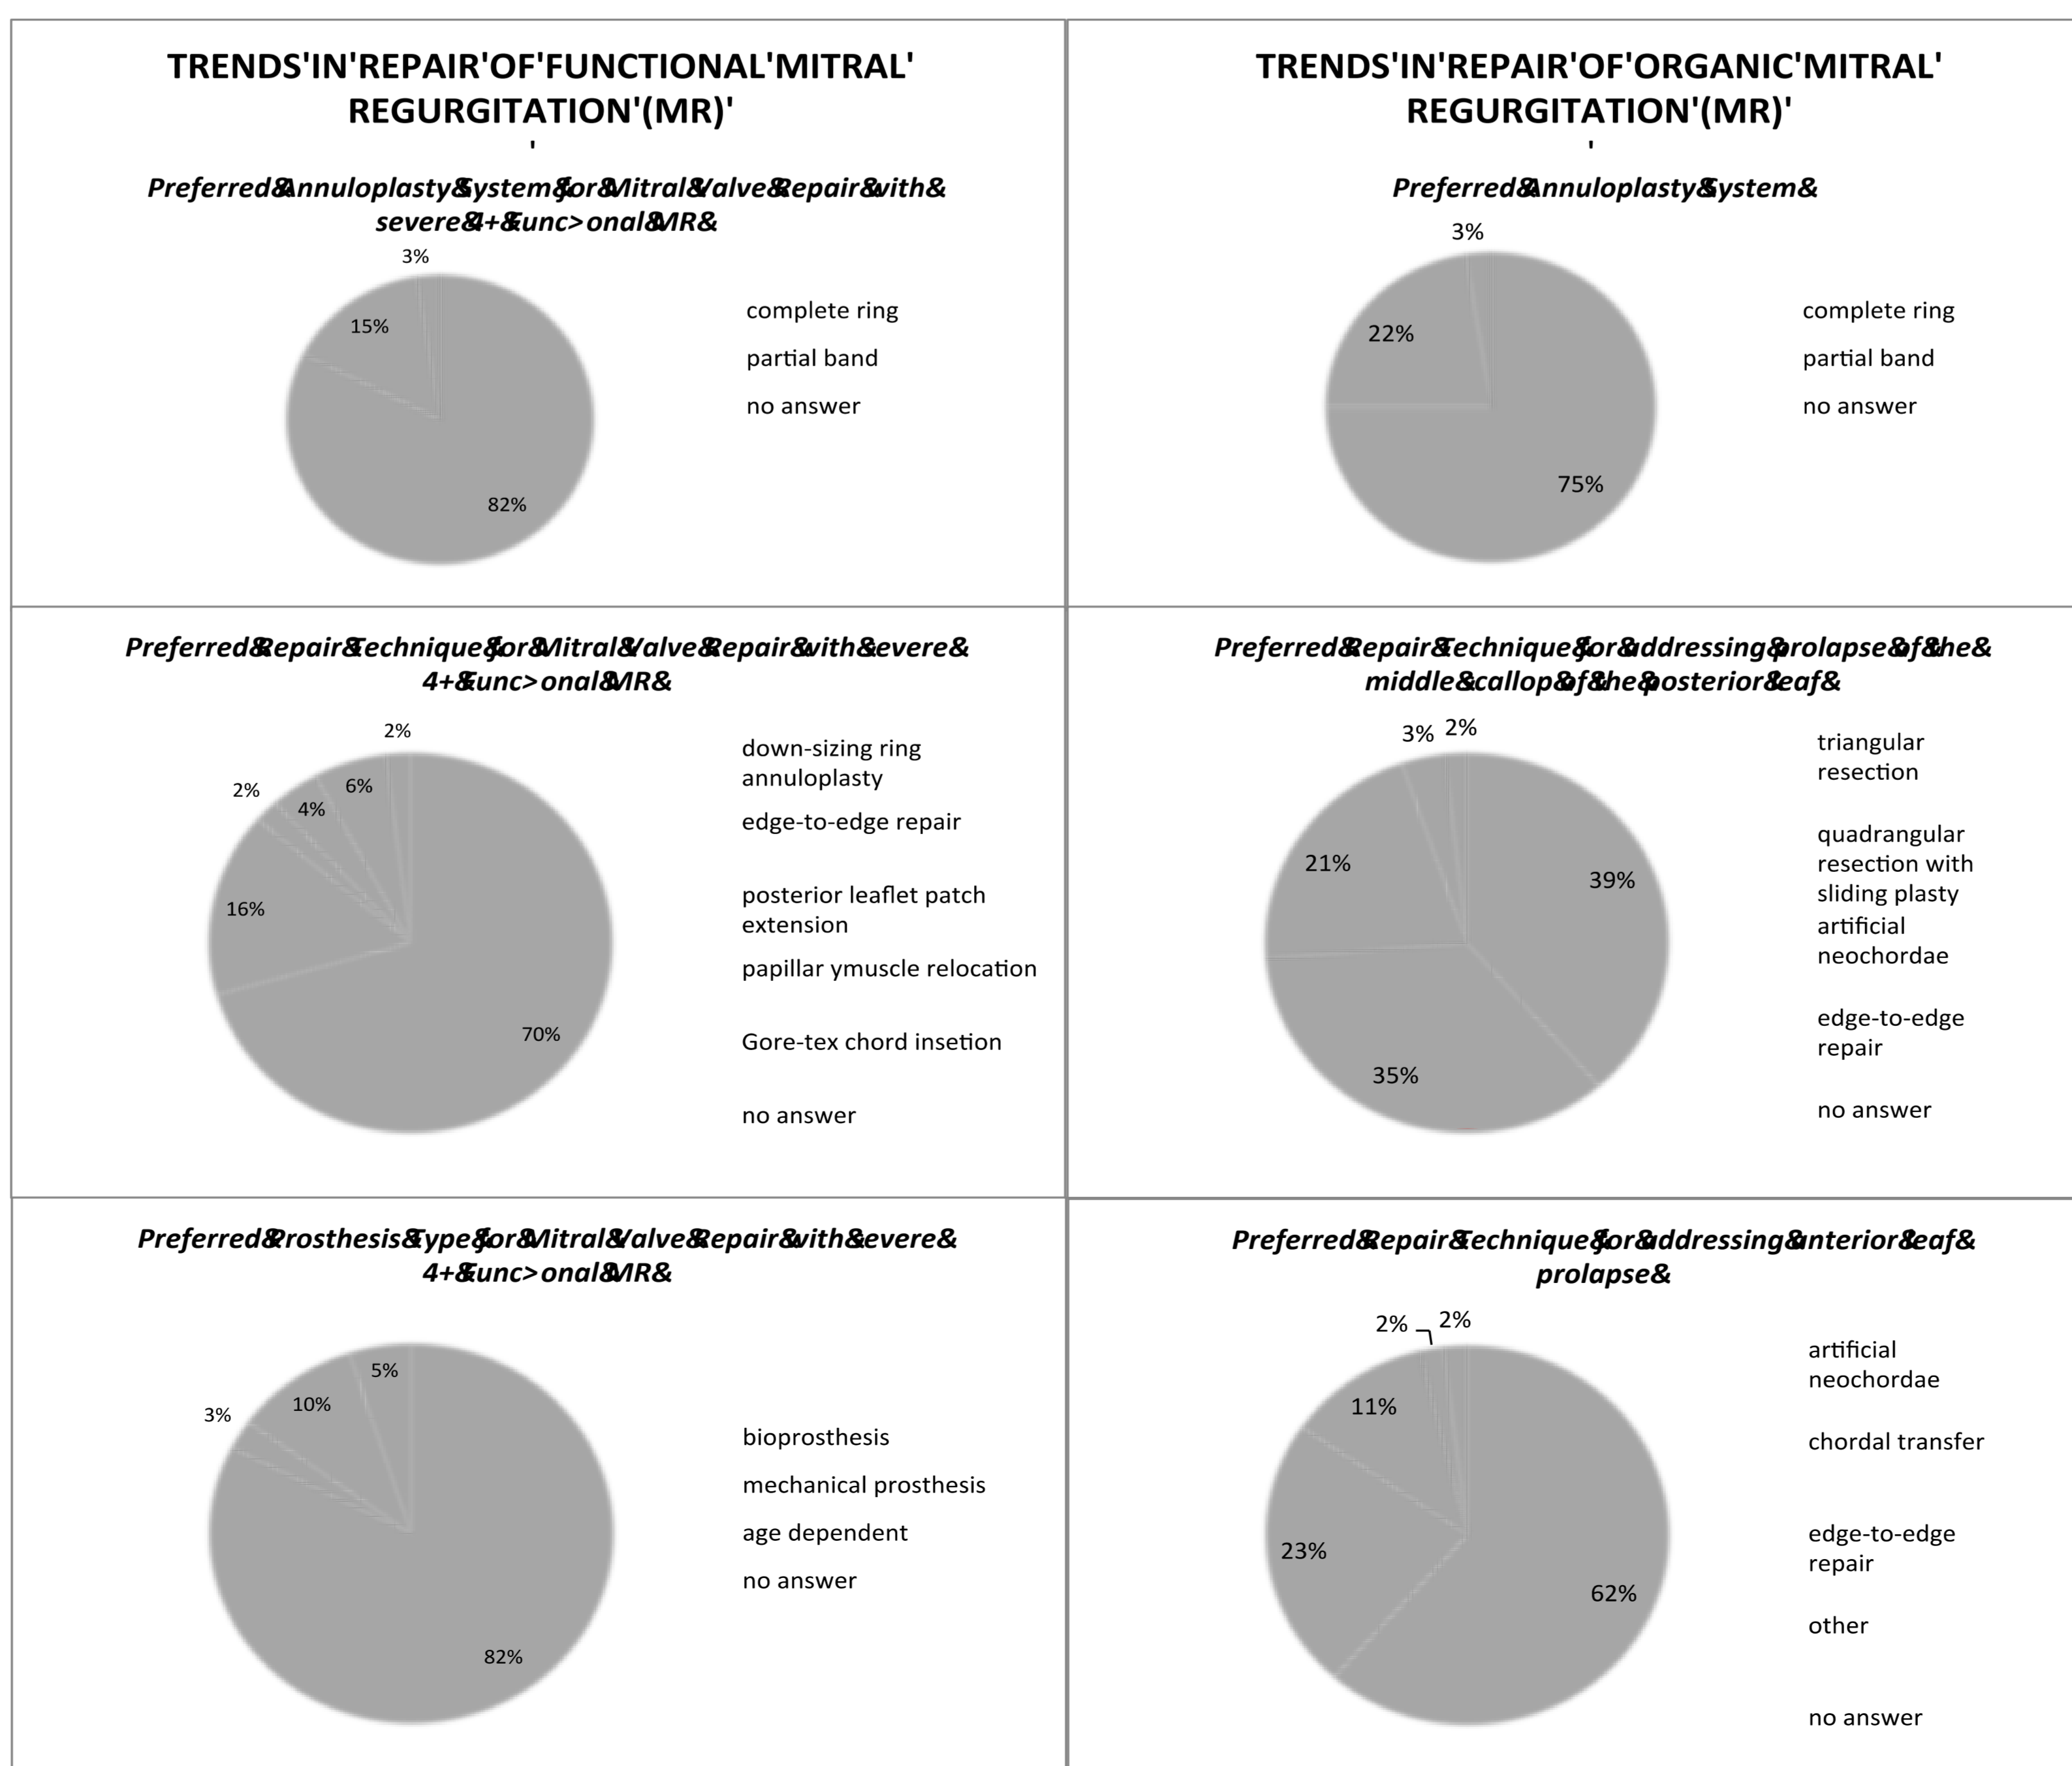 TRENDS'IN'REPAIR'OF'FUNCTIONAL'MITRAL'
REGURGITATION'(MR)'
'
Preferred&Annuloplasty&System&for&Mitral&Valve&Repair&with&
severe&4+&Func>onal&MR&
3%
15%
82%
complete ring
partial band
no answer
TRENDS'IN'REPAIR'OF'ORGANIC'MITRAL'
REGURGITATION'(MR)'
'
Preferred&Annuloplasty&System&
3%
22%
75%
complete ring
partial band
no answer
Preferred&Repair&Technique&for&Mitral&Valve&Repair&with&severe&
4+&Func>onal&MR&
2%
6%
2%
4%
16%
70%
down-sizing ring
annuloplasty
edge-to-edge repair
posterior leaflet patch
extension
papillar ymuscle relocation
Gore-tex chord insetion
no answer
Preferred&Repair&Technique&for&addressing&prolapse&of&the&
middle&scallop&of&the&posterior&leaf&
3%
2%
21%
39%
35%
triangular
resection
quadrangular
resection with
sliding plasty
artificial
neochordae
edge-to-edge
repair
no answer
Preferred&Prosthesis&Type&for&Mitral&Valve&Repair&with&severe&
4+&Func>onal&MR&
5%
10%
3%
82%
bioprosthesis
mechanical prosthesis
age dependent
no answer
Preferred&Repair&Technique&for&addressing&anterior&leaf&
prolapse&
2%
2%
11%
23%
62%
artificial
neochordae
chordal transfer
edge-to-edge
repair
other
no answer